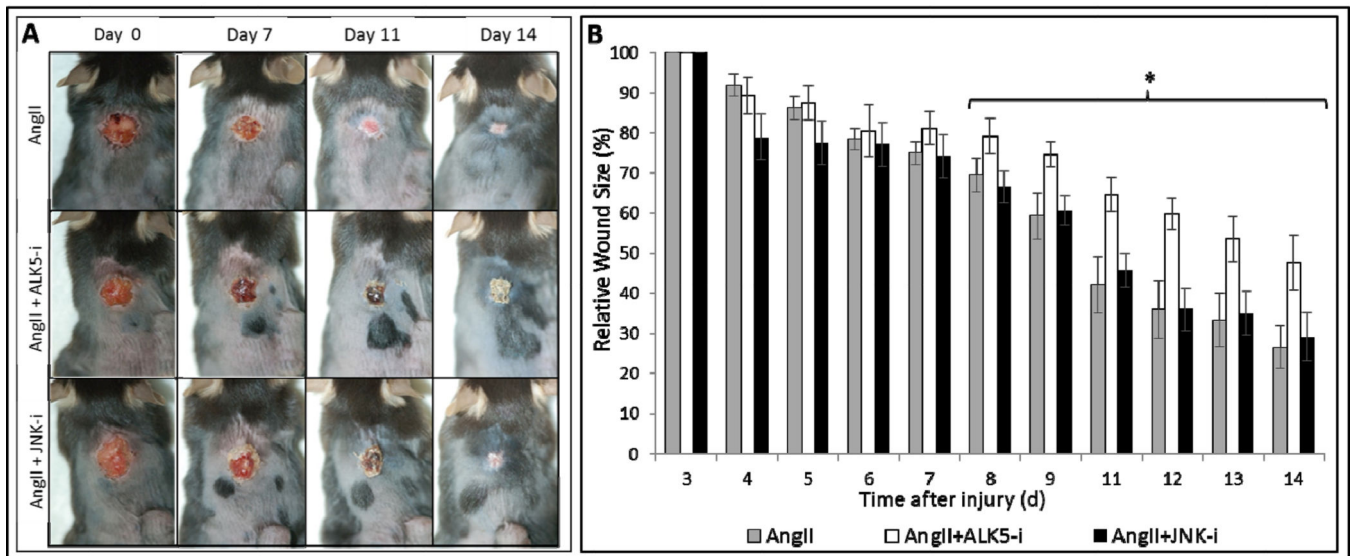 A
Day 0
Day 7
Day 11
Day 14
AngII
AngII + ALK5-i
AngII + JNK-i
B
*
Relative Wound Size (%)
100
90
80
70
60
50
40
30
20
10
0
3 4 5 6 7 8 9 11 12 13 14
Time after injury (d)
AngII AngII+ALK5-i AngII+JNK-i